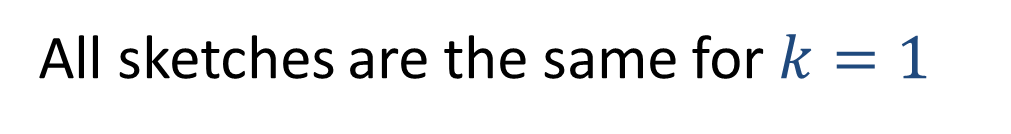 All sketches are the same for k = 1